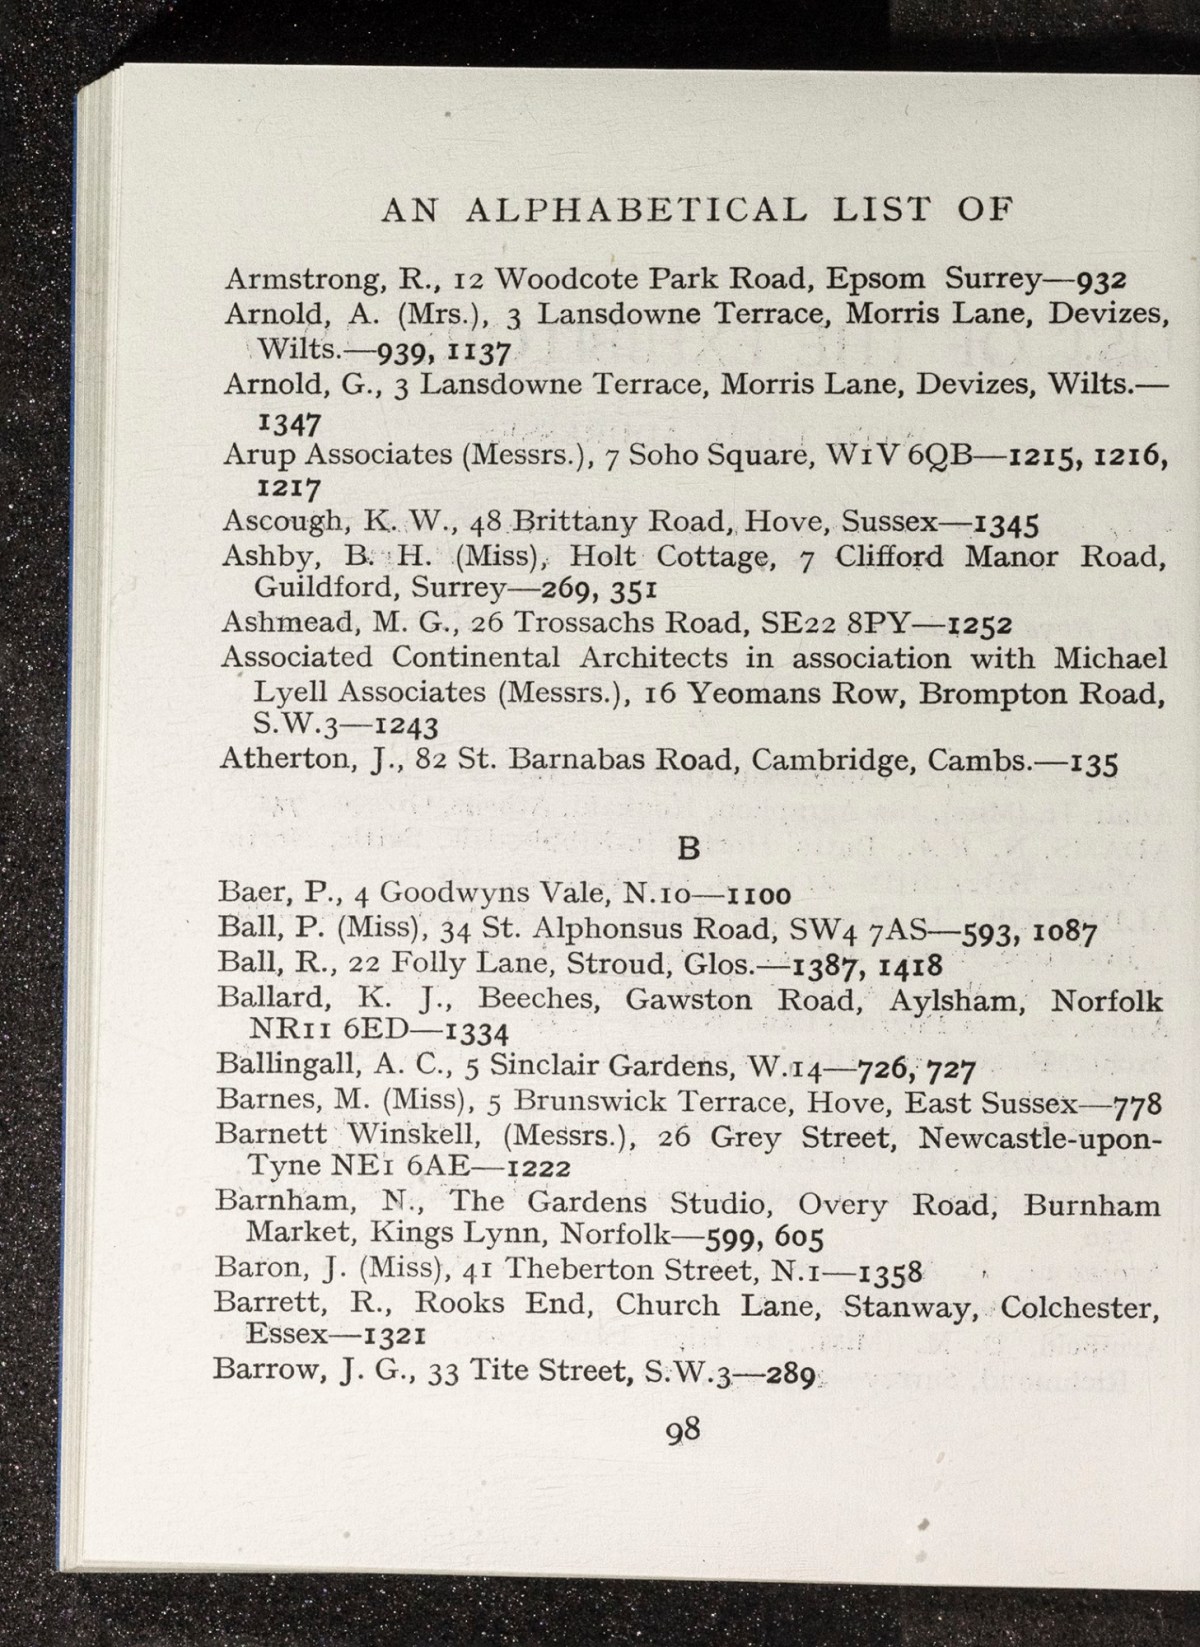 AN ALPHABETICAL LIST OF
Armstrong, R., 12 Woodcote Park Road, Epsom Surrey—932
Arnold, A. (Mrs.), 3 Lansdowne Terrace, Morris Lane, Devizes,
Wilts.—939, 1137
Arnold, G., 3 Lansdowne Terrace, Morris Lane, Devizes, Wilts.—
1347
Arup Associates (Messrs.), 7 Soho Square, W1V 6QB—1215, 1216,
1217
Ascough, K. W., 48 Brittany Road, Hove, Sussex—1345
Ashby, B. H. (Miss), Holt Cottage, 7 Clifford Manor Road,
Guildford, Surrey—269, 351
Ashmead, M. G., 26 Trossachs Road, SE22 8PY—1252
Associated Continental Architects in association with Michael
Lyell Associates (Messrs.), 16 Yeomans Row, Brompton Road,
S.W.3—1243
Atherton, J., 82 St. Barnabas Road, Cambridge, Cambs.—135
B
Baer, P., 4 Goodwyns Vale, N.10—1100
Ball, P. (Miss), 34 St. Alphonsus Road, SW4 7AS—593, 1087
Ball, R., 22 Folly Lane, Stroud, Glos.—1387, 1418
Ballard, K. J., Beeches, Gawston Road, Aylsham, Norfolk
NR11 6ED—1334
Ballingall, A. C., 5 Sinclair Gardens, W.14—726, 727
Barnes, M. (Miss), 5 Brunswick Terrace, Hove, East Sussex—778
Barnett Winskell, (Messrs.), 26 Grey Street, Newcastle-upon-
Tyne NE1 6AE—1222
Barnham, N., The Gardens Studio, Overy Road, Burnham
Market, Kings Lynn, Norfolk—599, 605
Baron, J. (Miss), 41 Theberton Street, N.1—1358
Barrett, R., Rooks End, Church Lane, Stanway, Colchester,
Essex—1321
Barrow, J. G., 33 Tite Street, S.W.3—289
98